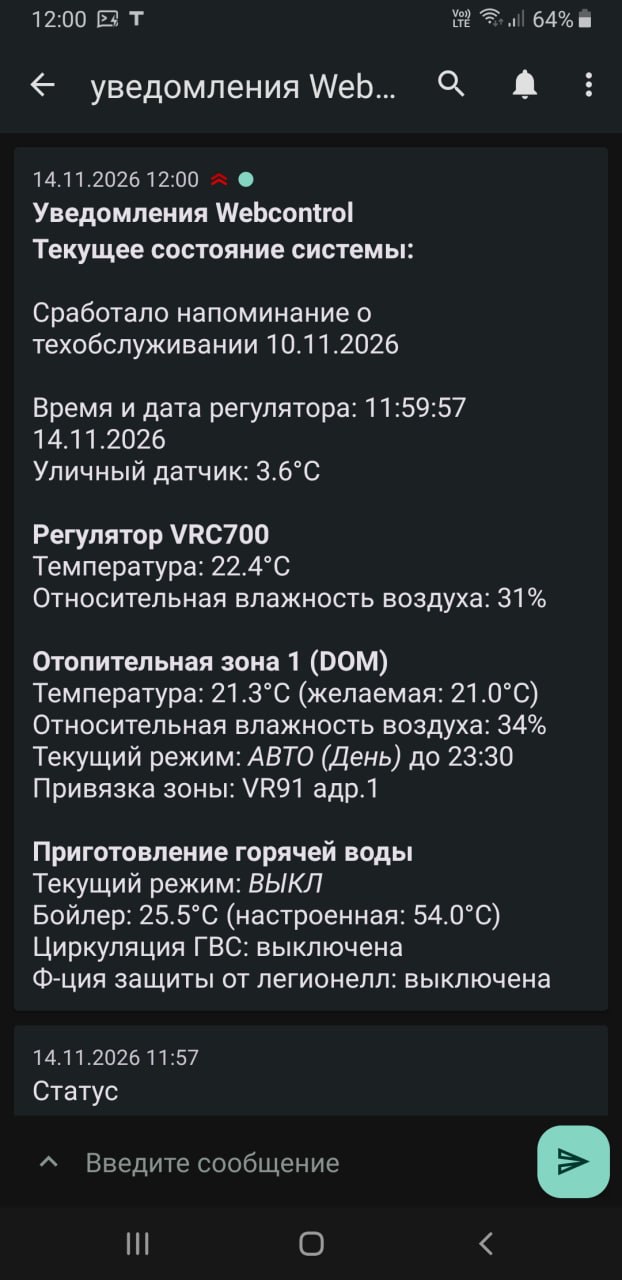 12:00 T Vo)) LTE 64%
уведомления Web...
14.11.2026 12:00
Уведомления Webcontrol
Текущее состояние системы:
Сработало напоминание о
техобслуживании 10.11.2026
Время и дата регулятора: 11:59:57
14.11.2026
Уличный датчик: 3.6°C
Регулятор VRC700
Температура: 22.4°C
Относительная влажность воздуха: 31%
Отопительная зона 1 (DOM)
Температура: 21.3°C (желаемая: 21.0°C)
Относительная влажность воздуха: 34%
Текущий режим: АВТО (День) до 23:30
Привязка зоны: VR91 адр.1
Приготовление горячей воды
Текущий режим: ВЫКЛ
Бойлер: 25.5°C (настроенная: 54.0°C)
Циркуляция ГВС: выключена
Ф-ция защиты от легионелл: выключена
14.11.2026 11:57
Статус
Введите сообщение